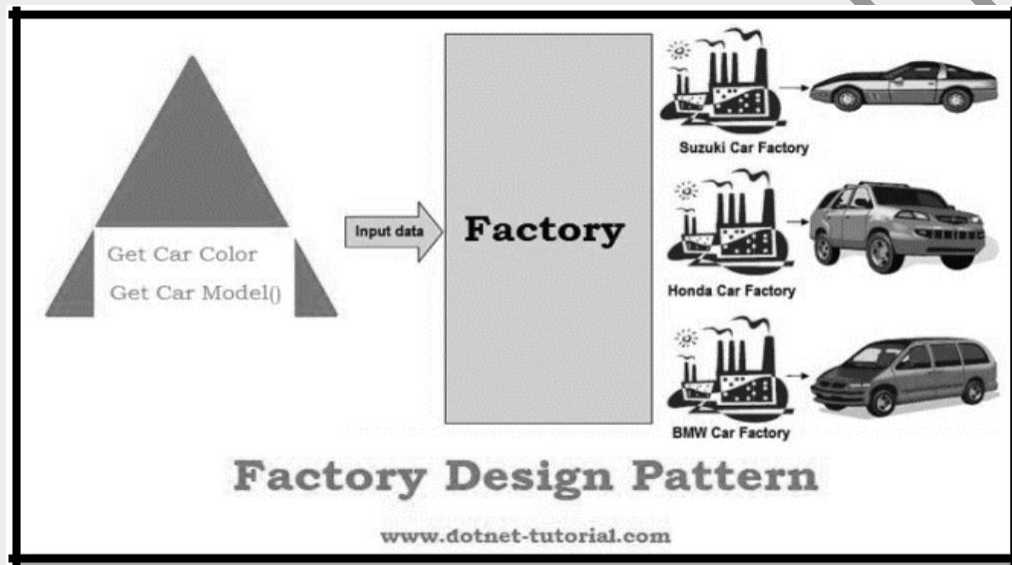 Get Car Color
Get Car Model()
Input data
Factory
Suzuki Car Factory
Honda Car Factory
BMW Car Factory
Factory Design Pattern
www.dotnet-tutorial.com